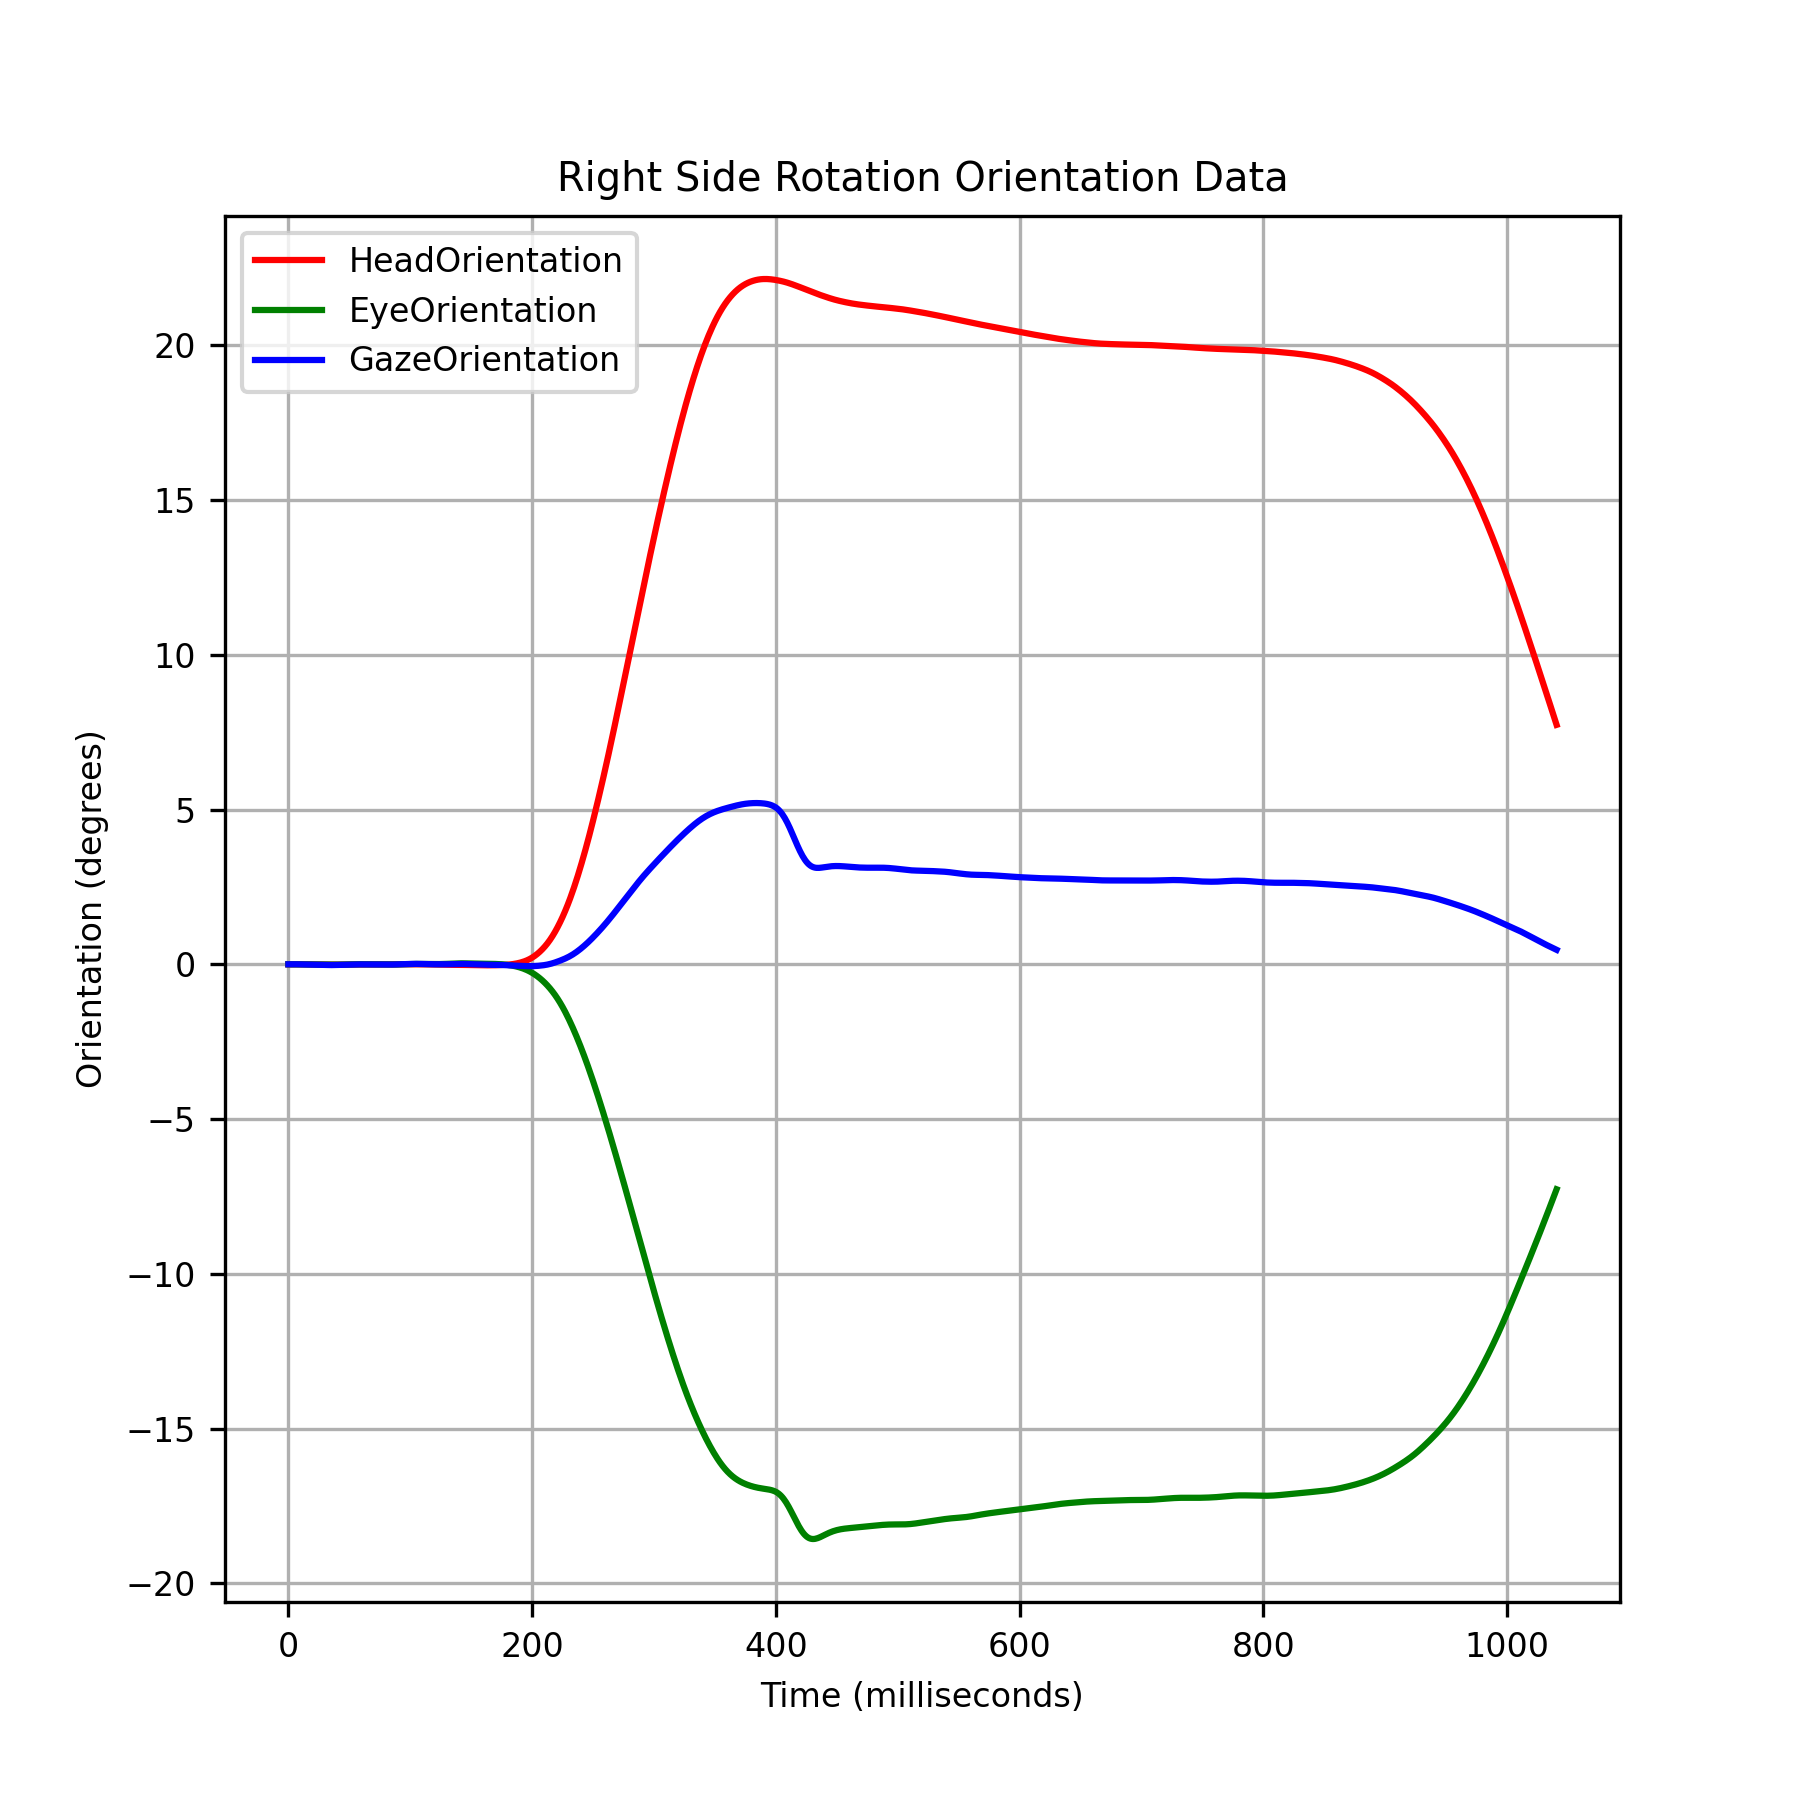 Right Side Rotation Orientation Data
HeadOrientation
EyeOrientation
GazeOrientation
20
15
10
5
0
−5
−10
−15
−20
Orientation (degrees)
0 200 400 600 800 1000
Time (milliseconds)